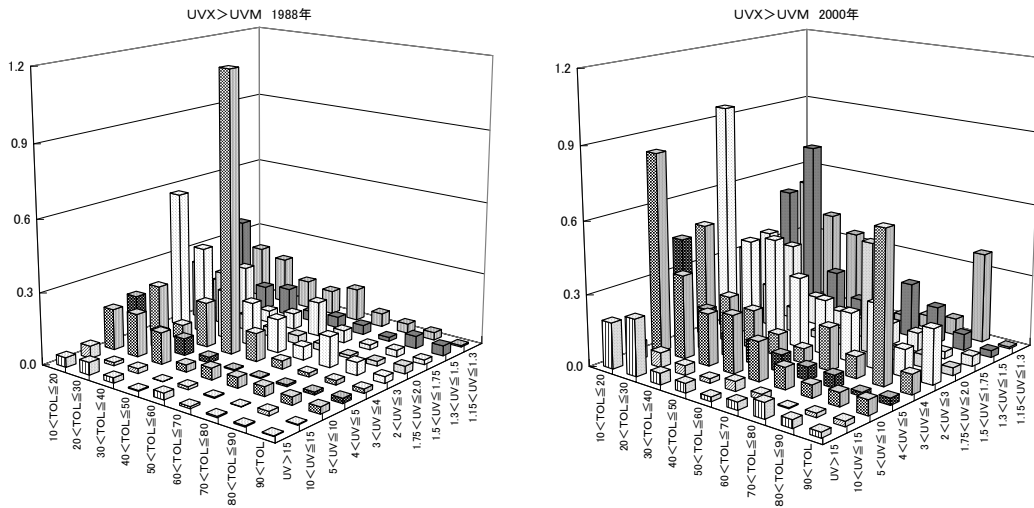 UVX＞UVM 1988年
1.2
0.9
0.6
0.3
0.0
10＜TOL≦20
20＜TOL≦30
30＜TOL≦40
40＜TOL≦50
50＜TOL≦60
60＜TOL≦70
70＜TOL≦80
80＜TOL≦90
90＜TOL
UV＞15
10＜UV≦15
5＜UV≦10
4＜UV≦5
3＜UV≦4
2＜UV≦3
1.75＜UV≦2.0
1.5＜UV≦1.75
1.3＜UV≦1.5
1.15＜UV≦1.3
UVX＞UVM 2000年
1.2
0.9
0.6
0.3
0.0
10＜TOL≦20
20＜TOL≦30
30＜TOL≦40
40＜TOL≦50
50＜TOL≦60
60＜TOL≦70
70＜TOL≦80
80＜TOL≦90
90＜TOL
UV＞15
10＜UV≦15
5＜UV≦10
4＜UV≦5
3＜UV≦4
2＜UV≦3
1.75＜UV≦2.0
1.5＜UV≦1.75
1.3＜UV≦1.5
1.15＜UV≦1.3